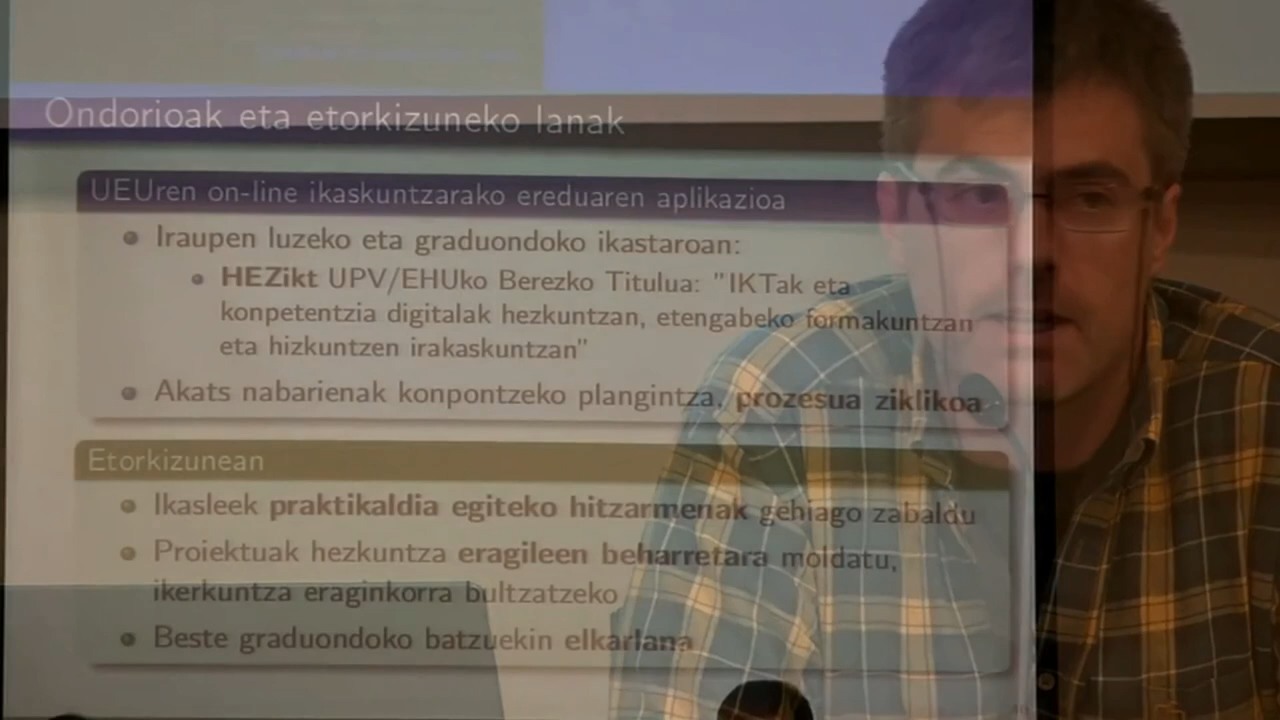 Ondorioak eta etorkizuneko lanak
UEUren on-line ikaskuntzarako ereduaren aplikazioa
Iraupen luzeko eta graduondoko ikastaroan:
HEZikt UPV/EHUko Berezko Titulua: "IKTak eta
konpetentzia digitalak hezkuntzan, etengabeko formakuntzan
eta hizkuntzen irakaskuntzan"
Akats nabarienak konpontzeko plangintza, prozesua ziklikoa
Etorkizunean
Ikasleek praktikaldia egiteko hitzarmenak gehiago zabaldu
Proiektuak hezkuntza eragileen beharretara moldatu,
ikerkuntza eraginkorra bultzatzeko
Beste graduondoko batzuekin elkarlana